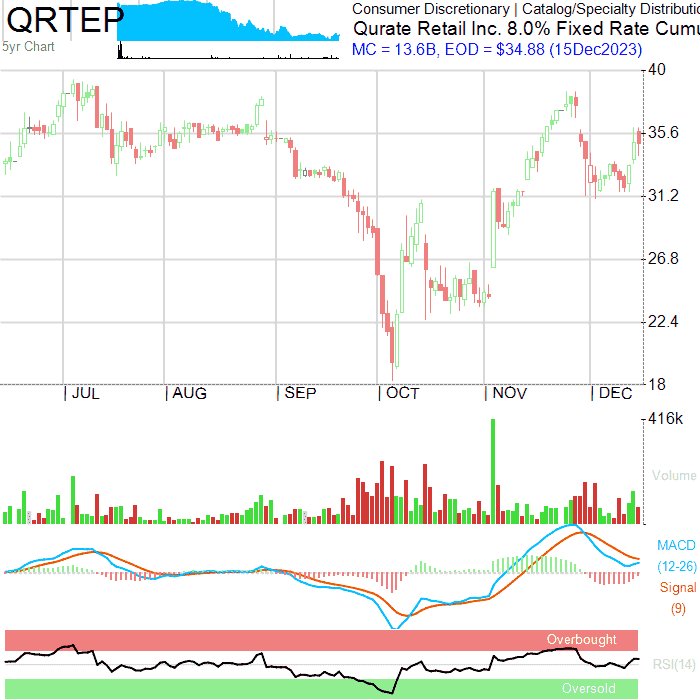 QRTEP
5yr Chart
Consumer Discretionary | Catalog/Specialty Distributio
Qurate Retail Inc. 8.0% Fixed Rate Cumu
MC = 13.6B, EOD = $34.88 (15Dec2023)
40
35.6
31.2
26.8
22.4
18
| JUL | AUG | SEP | OCT | NOV | DEC
416k
Volume
MACD
(12-26)
Signal
(9)
Overbought
RSI(14)
Oversold